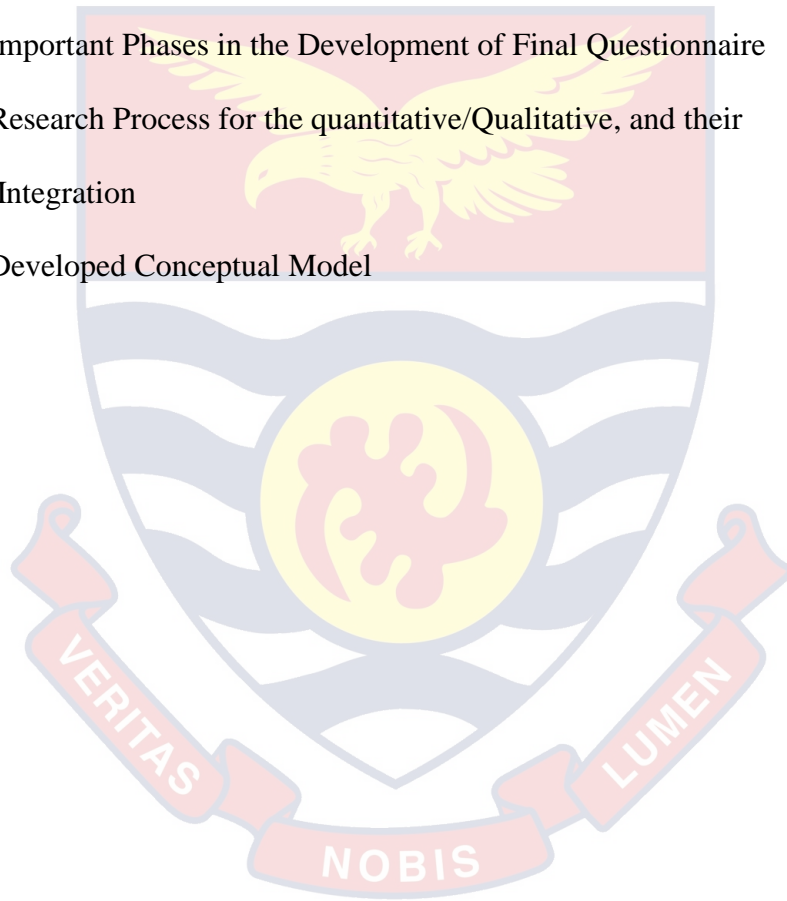 Important Phases in the Development of Final Questionnaire
Research Process for the quantitative/Qualitative, and their
Integration
Developed Conceptual Model
VERITAS
NOBIS
LUMEN